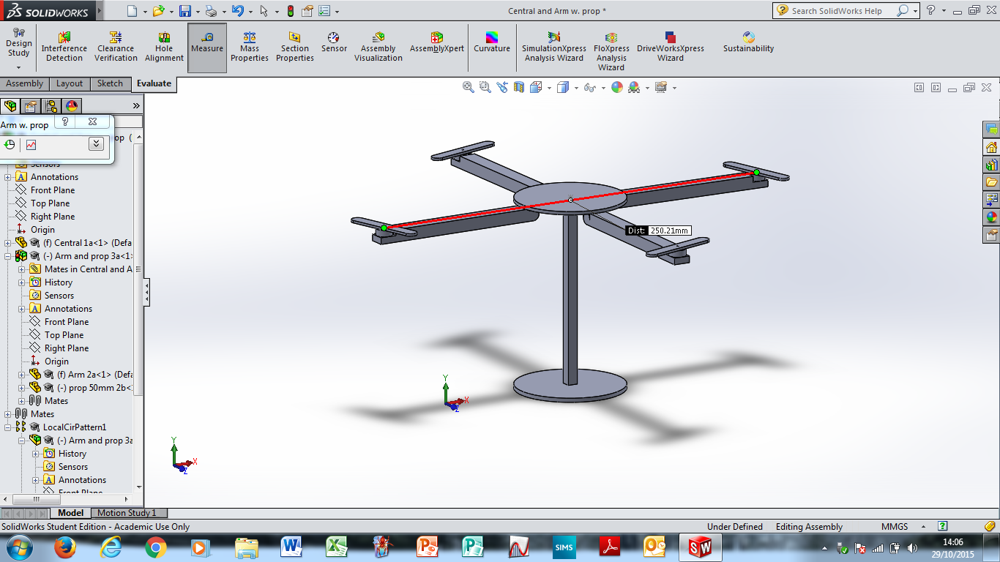 SOLIDWORKS
Central and Arm w. prop *
Search SolidWorks Help
Design Study
Interference Detection
Clearance Verification
Hole Alignment
Measure
Mass Properties
Section Properties
Sensor
Assembly Visualization
AssemblyXpert
Curvature
SimulationXpress Analysis Wizard
FloXpress Analysis Wizard
DriveWorksXpress Wizard
Sustainability
Assembly
Layout
Sketch
Evaluate
Arm w. prop
?
op (
Sensors
Annotations
Front Plane
Top Plane
Right Plane
Origin
(f) Central 1a<1> (Defa
(-) Arm and prop 3a<1>
Mates in Central and A
History
Sensors
Annotations
Front Plane
Top Plane
Right Plane
Origin
(f) Arm 2a<1> (Defa
(-) prop 50mm 2b<
Mates
Mates
LocalCirPattern1
(-) Arm and prop 3a
History
Sensors
Annotations
Front Plane
Dist: 250.21mm
Y
X
Z
Y
X
Z
Model
Motion Study 1
SolidWorks Student Edition - Academic Use Only
Under Defined
Editing Assembly
MMGS
SIMS
SW
14:06
29/10/2015